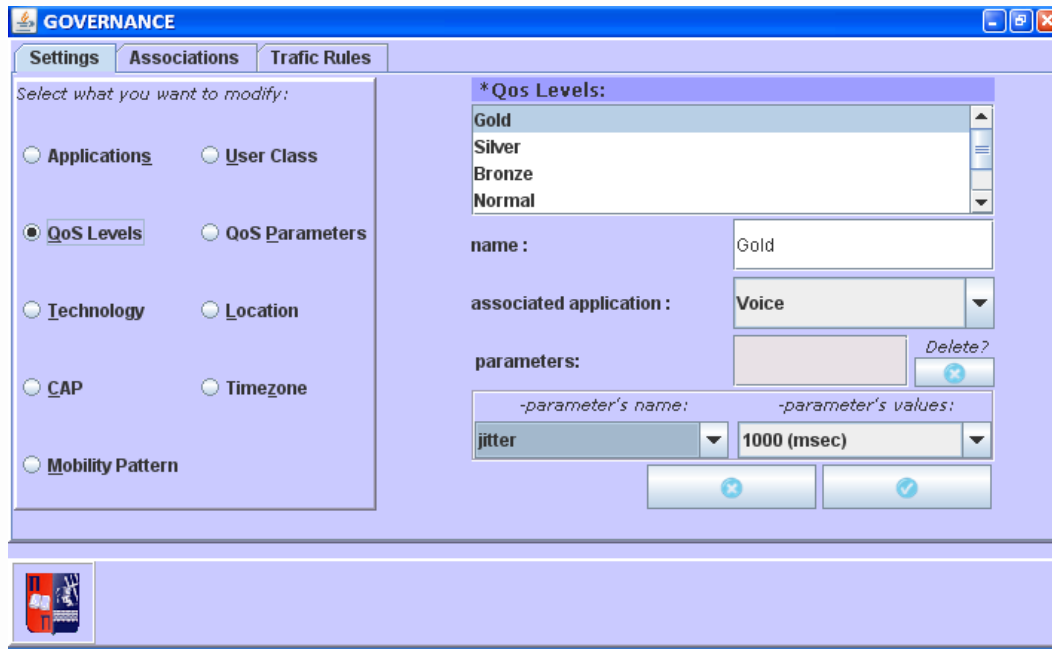 GOVERNANCE
Settings Associations Trafic Rules
Select what you want to modify:
Applications User Class
QoS Levels QoS Parameters
Technology Location
CAP Timezone
Mobility Pattern
*Qos Levels:
Gold
Silver
Bronze
Normal
name : Gold
associated application : Voice
parameters: Delete?
-parameter's name: -parameter's values:
jitter 1000 (msec)
Π
Π